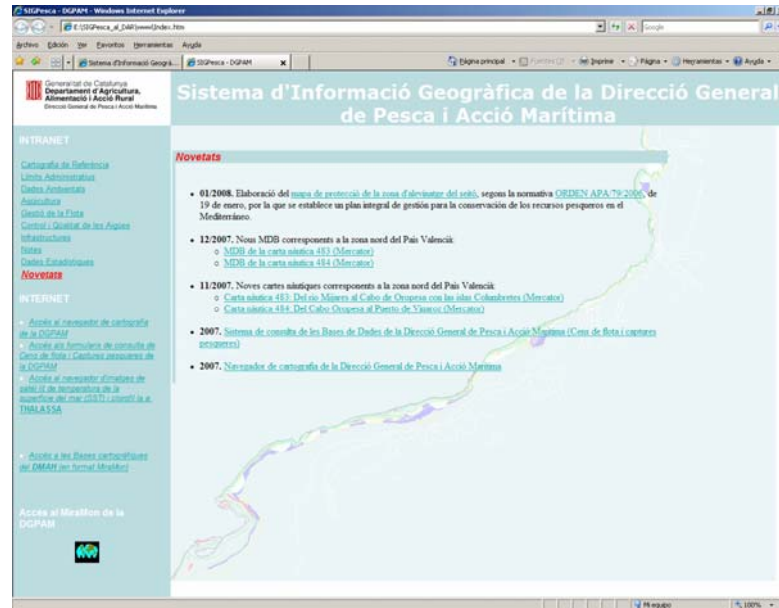 SIGPesca - DGPAM - Windows Internet Explorer
E:\SIGPesca_al_DAR\www\Index.htm
Google
Archivo Edición Ver Favoritos Herramientas Ayuda
Sistema d'Informació Geogrà...
SIGPesca - DGPAM
Página principal
Imprimir
Página
Herramientas
Ayuda
Generalitat de Catalunya
Departament d'Agricultura,
Alimentació i Acció Rural
Direcció General de Pesca i Acció Marítima
Sistema d'Informació Geogràfica de la Direcció General
de Pesca i Acció Marítima
INTRANET
Cartografia de Referència
Límits Administratius
Dades Ambientals
Aqüicultura
Gestió de la Flota
Control i Qualitat de les Aigües
Infrastructures
Notes
Dades Estadístiques
Novetats
INTERNET
Accés al navegador de cartografia
de la DGPAM
Accés als formularis de consulta de
Cens de flota i Captures pesqueres de
la DGPAM
Accés al navegador d'imatges de
satèl·lit de temperatura de la
superfície del mar (SST) i clorofil·la a:
THALASSA
Accés a les Bases cartogràfiques
del DMAH (en format MiraMon)
Accés al MiraMon de la
DGPAM
Novetats
• 01/2008. Elaboració del mapa de protecció de la zona d'alevinatge del seitó, segons la normativa ORDEN APA/79/2006, de
19 de enero, por la que se establece un plan integral de gestión para la conservación de los recursos pesqueros en el
Mediterráneo.
• 12/2007. Nous MDB corresponents a la zona nord del País Valencià:
o MDB de la carta nàutica 483 (Mercator)
o MDB de la carta nàutica 484 (Mercator)
• 11/2007. Noves cartes nàutiques corresponents a la zona nord del País Valencià:
o Carta nàutica 483: Del río Mijares al Cabo de Oropesa con las islas Columbretes (Mercator)
o Carta nàutica 484: Del Cabo Oropesa al Puerto de Vinaroz (Mercator)
• 2007. Sistema de consulta de les Bases de Dades de la Direcció General de Pesca i Acció Marítima (Cens de flota i captures
pesqueres)
• 2007. Navegador de cartografia de la Direcció General de Pesca i Acció Marítima
Mi equipo
100%